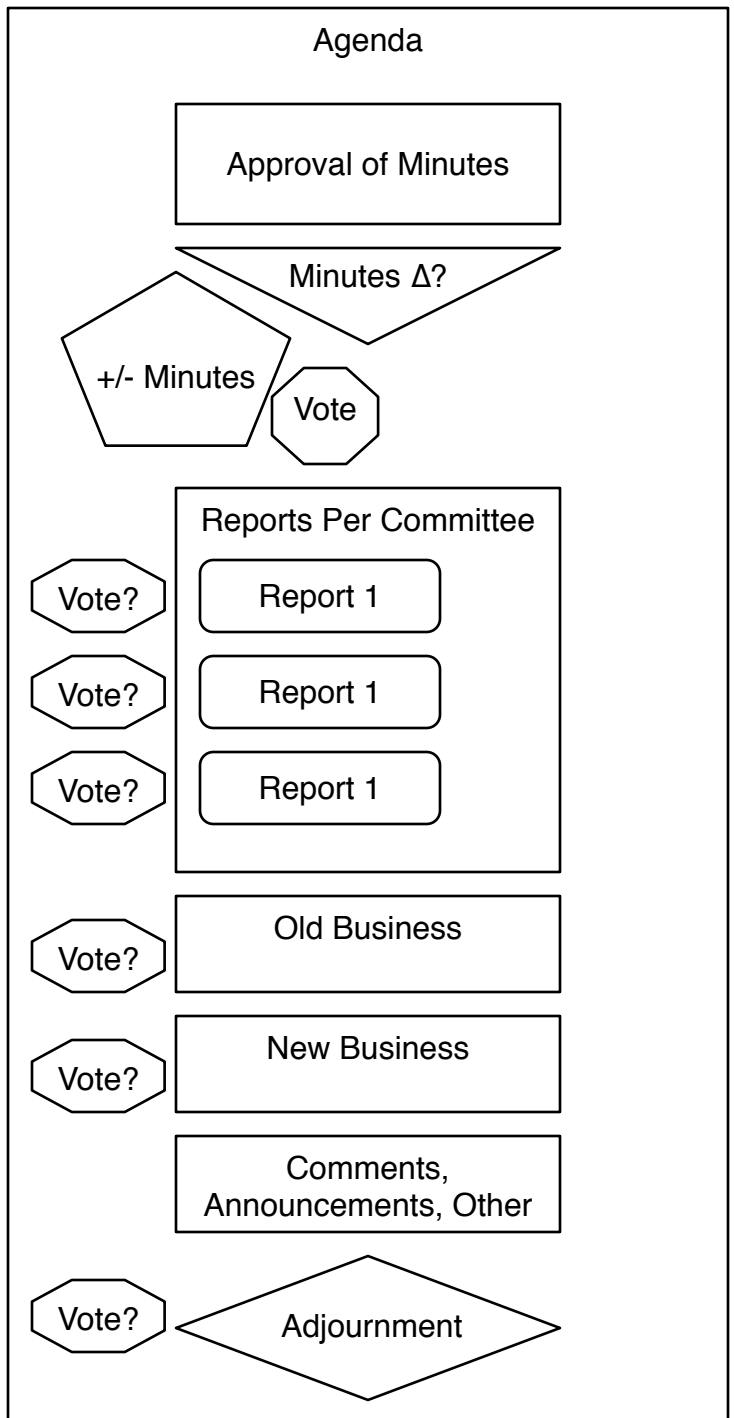 Agenda
Approval of Minutes
Minutes Δ?
+/- Minutes
Vote
Reports Per Committee
Vote?
Report 1
Vote?
Report 1
Vote?
Report 1
Old Business
Vote?
New Business
Vote?
Comments,
Announcements, Other
Vote?
Adjournment